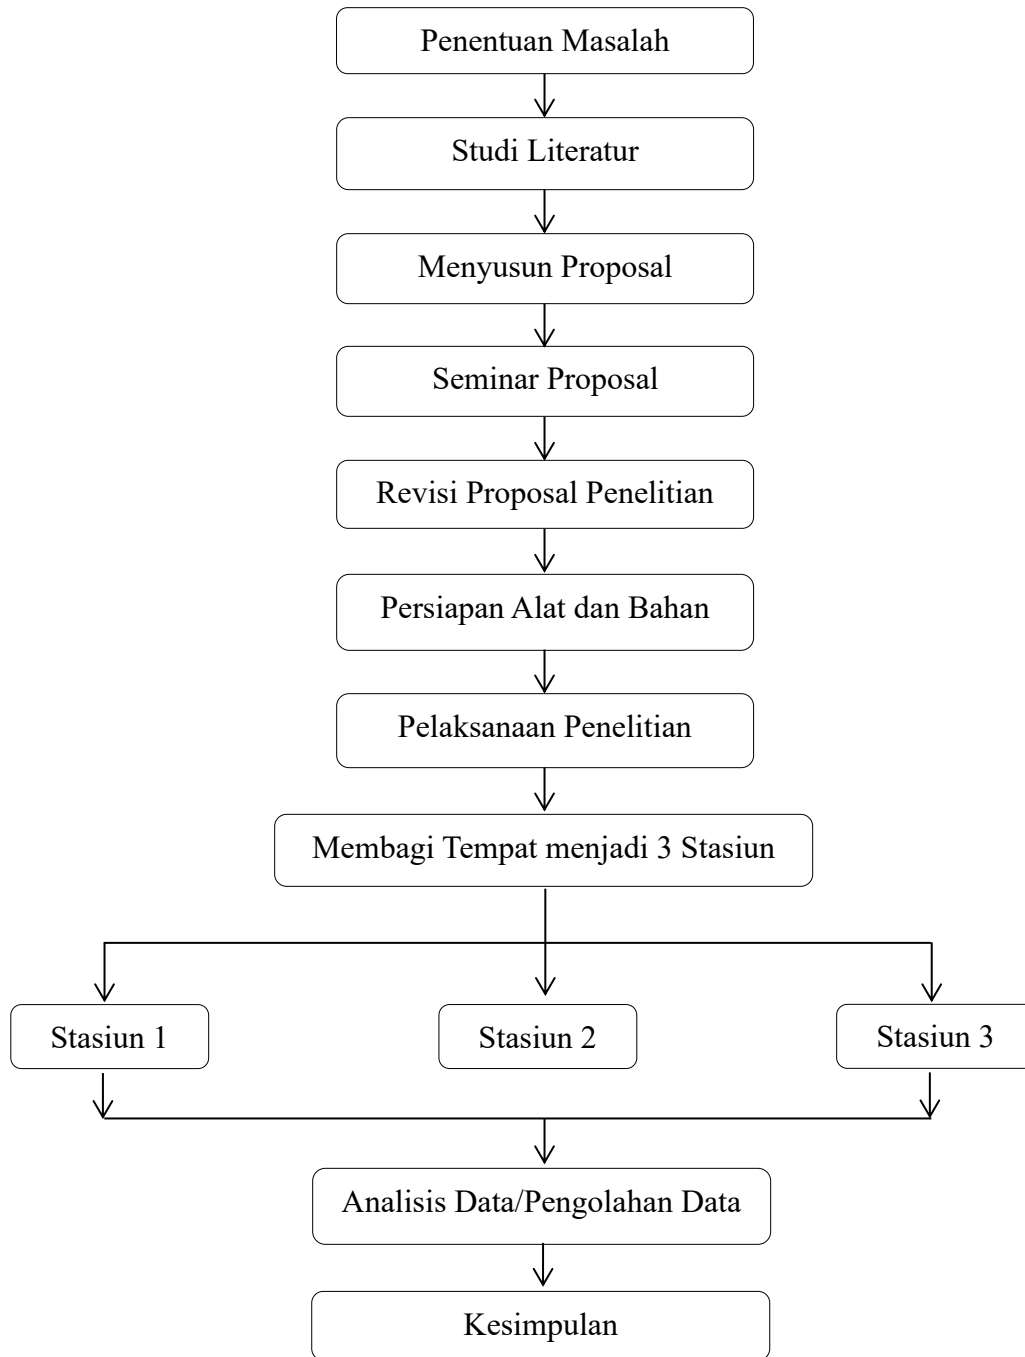 Penentuan Masalah
Studi Literatur
Menyusun Proposal
Seminar Proposal
Revisi Proposal Penelitian
Persiapan Alat dan Bahan
Pelaksanaan Penelitian
Membagi Tempat menjadi 3 Stasiun
Stasiun 1
Stasiun 2
Stasiun 3
Analisis Data/Pengolahan Data
Kesimpulan